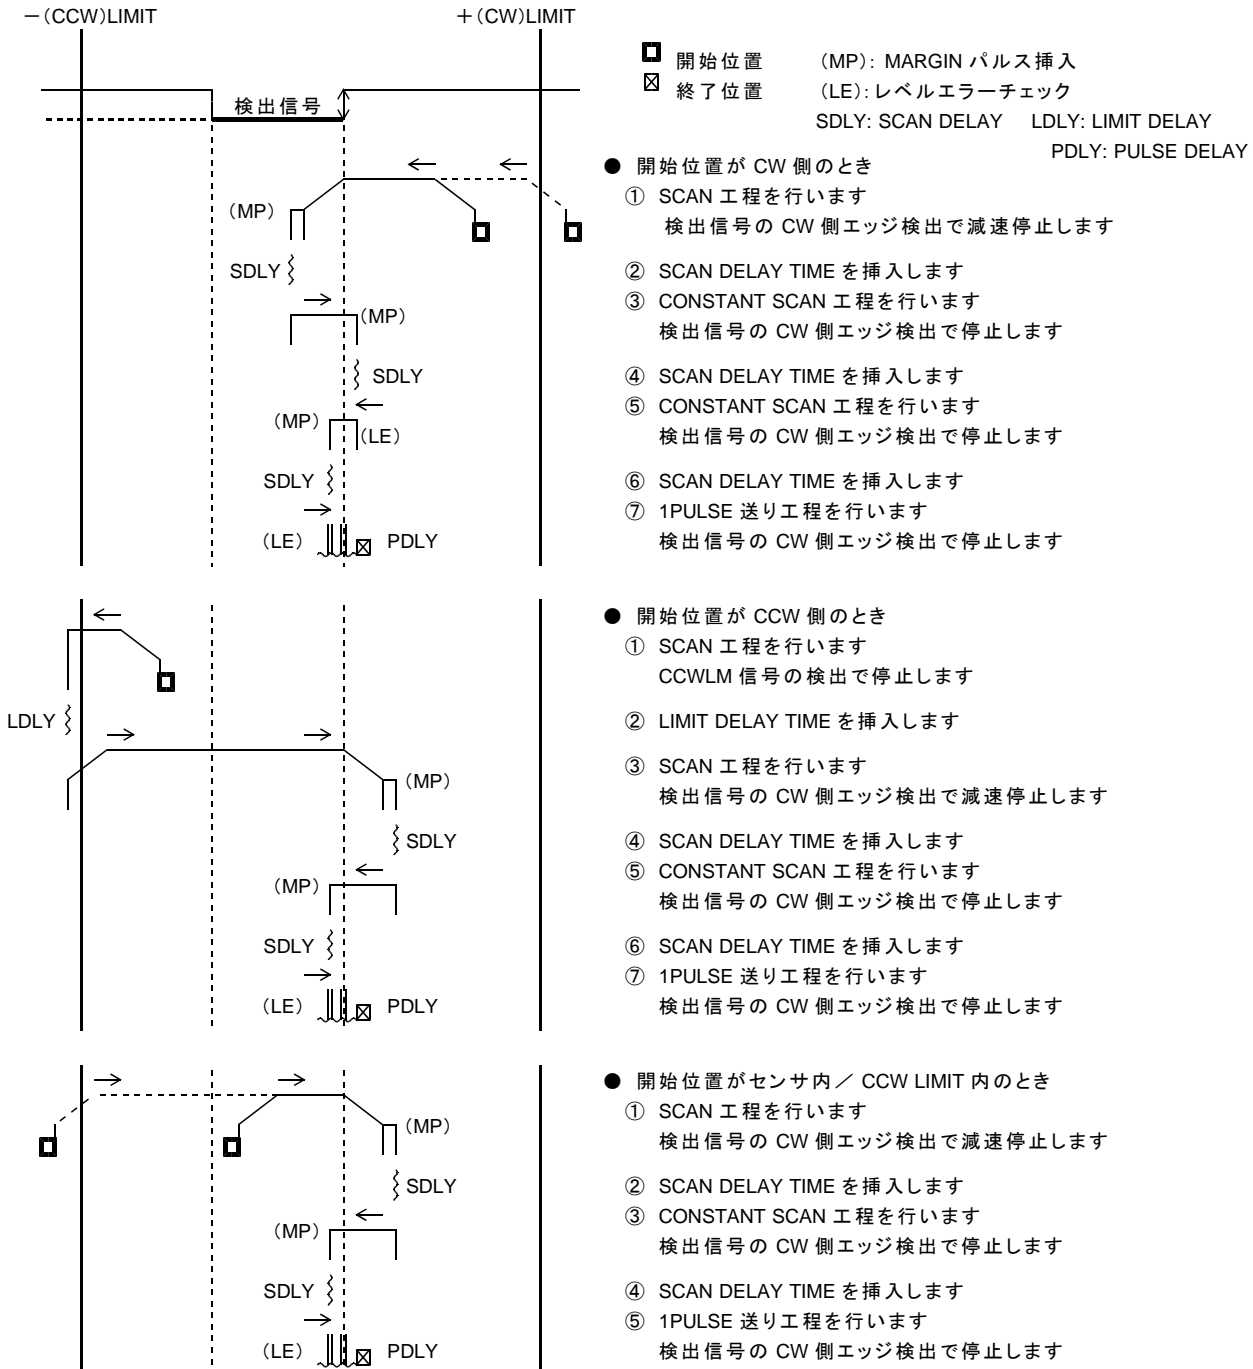 －(CCW)LIMIT
＋(CW)LIMIT
開始位置 (MP): MARGIN パルス挿入
終了位置 (LE):レベルエラーチェック
SDLY: SCAN DELAY LDLY: LIMIT DELAY
PDLY: PULSE DELAY
検出信号
(MP)
SDLY
(MP)
SDLY
(MP)
(LE)
SDLY
(LE)
PDLY
● 開始位置が CW 側のとき
① SCAN 工程を行います
検出信号の CW 側エッジ検出で減速停止します
② SCAN DELAY TIME を挿入します
③ CONSTANT SCAN 工程を行います
検出信号の CW 側エッジ検出で停止します
④ SCAN DELAY TIME を挿入します
⑤ CONSTANT SCAN 工程を行います
検出信号の CW 側エッジ検出で停止します
⑥ SCAN DELAY TIME を挿入します
⑦ 1PULSE 送り工程を行います
検出信号の CW 側エッジ検出で停止します
LDLY
(MP)
SDLY
(MP)
SDLY
(LE)
PDLY
● 開始位置が CCW 側のとき
① SCAN 工程を行います
CCWLM 信号の検出で停止します
② LIMIT DELAY TIME を挿入します
③ SCAN 工程を行います
検出信号の CW 側エッジ検出で減速停止します
④ SCAN DELAY TIME を挿入します
⑤ CONSTANT SCAN 工程を行います
検出信号の CW 側エッジ検出で停止します
⑥ SCAN DELAY TIME を挿入します
⑦ 1PULSE 送り工程を行います
検出信号の CW 側エッジ検出で停止します
(MP)
SDLY
(MP)
SDLY
(LE)
PDLY
● 開始位置がセンサ内／ CCW LIMIT 内のとき
① SCAN 工程を行います
検出信号の CW 側エッジ検出で減速停止します
② SCAN DELAY TIME を挿入します
③ CONSTANT SCAN 工程を行います
検出信号の CW 側エッジ検出で停止します
④ SCAN DELAY TIME を挿入します
⑤ 1PULSE 送り工程を行います
検出信号の CW 側エッジ検出で停止します